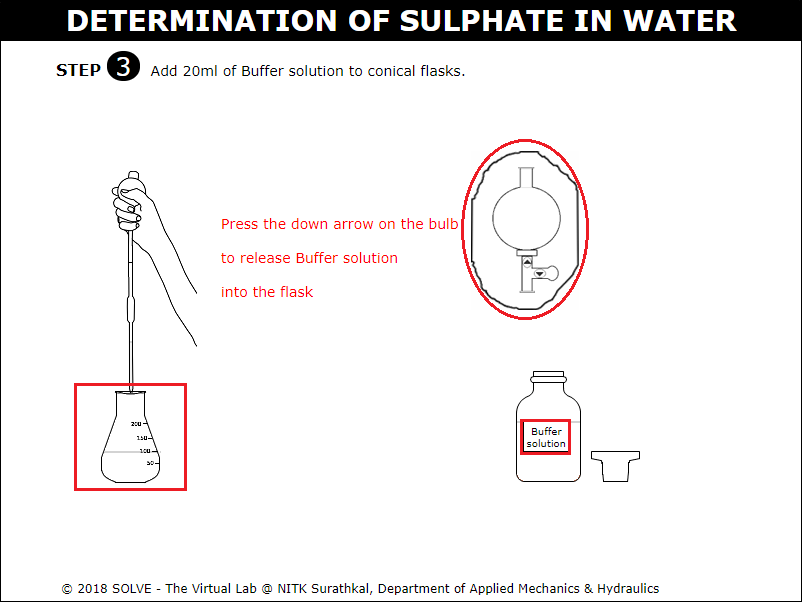 DETERMINATION OF SULPHATE IN WATER
STEP 3 Add 20ml of Buffer solution to conical flasks.
Press the down arrow on the bulb
to release Buffer solution
into the flask
200
150
100
50
Buffer
solution
© 2018 SOLVE - The Virtual Lab @ NITK Surathkal, Department of Applied Mechanics & Hydraulics